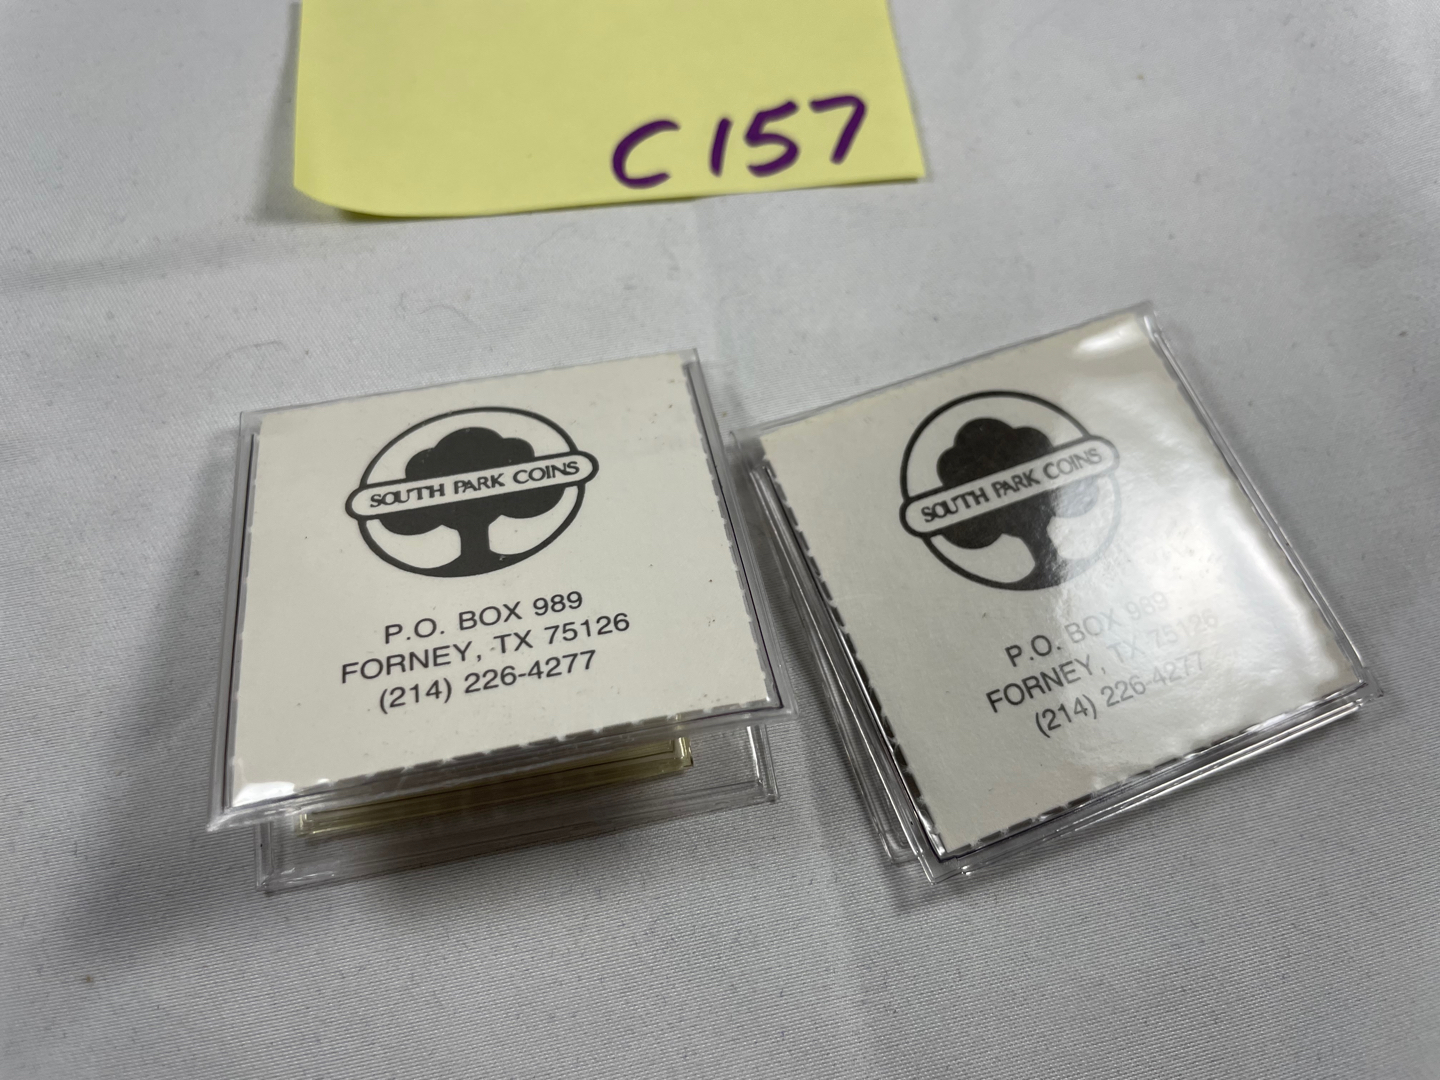 C157
SOUTH PARK COINS
P.O. BOX 989
FORNEY, TX 75126
(214) 226-4277
SOUTH PARK COINS
P.O. BOX 989
FORNEY, TX 75126
(214) 226-4277